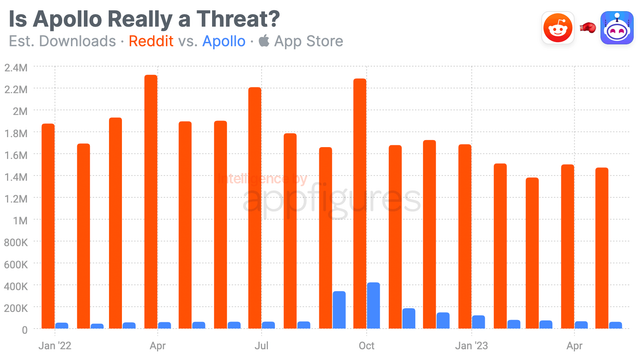 Is Apollo Really a Threat?
Est. Downloads · Reddit vs. Apollo ·  App Store
2.4M
2.2M
2M
1.8M
1.6M
1.4M
1.2M
1M
800K
600K
400K
200K
0
Intelligence by
appfigures
Jan '22
Apr
Jul
Oct
Jan '23
Apr